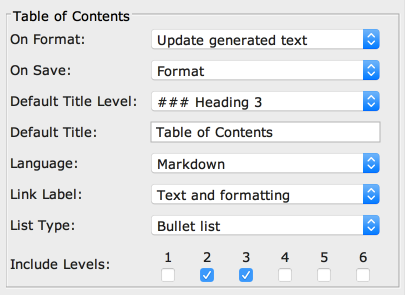 Table of Contents
On Format: Update generated text
On Save: Format
Default Title Level: ### Heading 3
Default Title: Table of Contents
Language: Markdown
Link Label: Text and formatting
List Type: Bullet list
1 2 3 4 5 6
Include Levels: